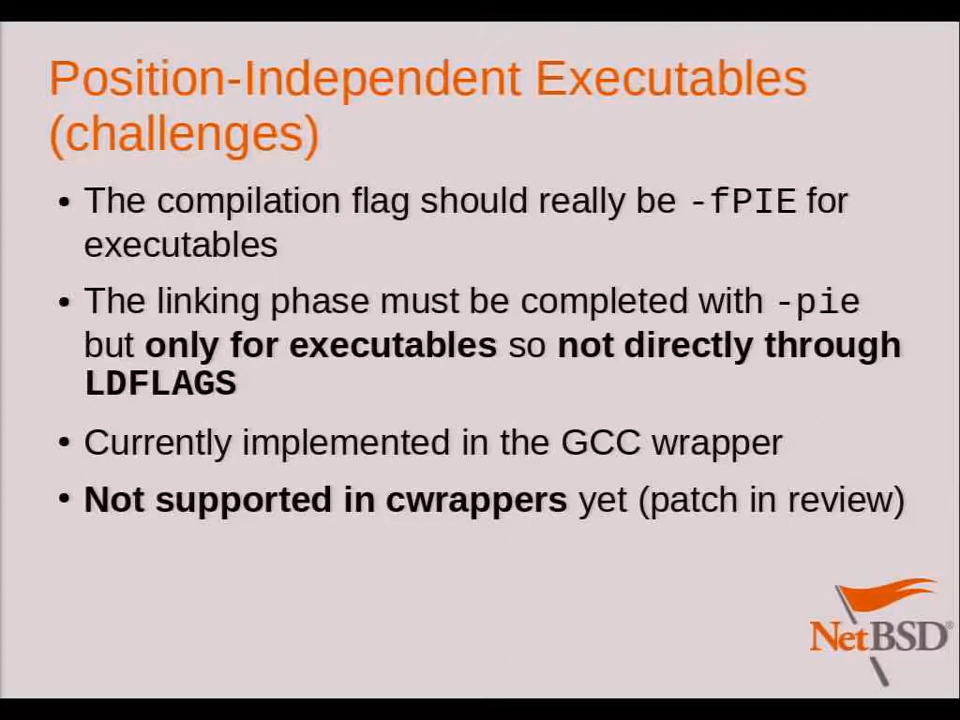 Position-Independent Executables
(challenges)
• The compilation flag should really be -fPIE for
executables
• The linking phase must be completed with -pie
but only for executables so not directly through
LDFLAGS
• Currently implemented in the GCC wrapper
• Not supported in cwrappers yet (patch in review)
NetBSD®